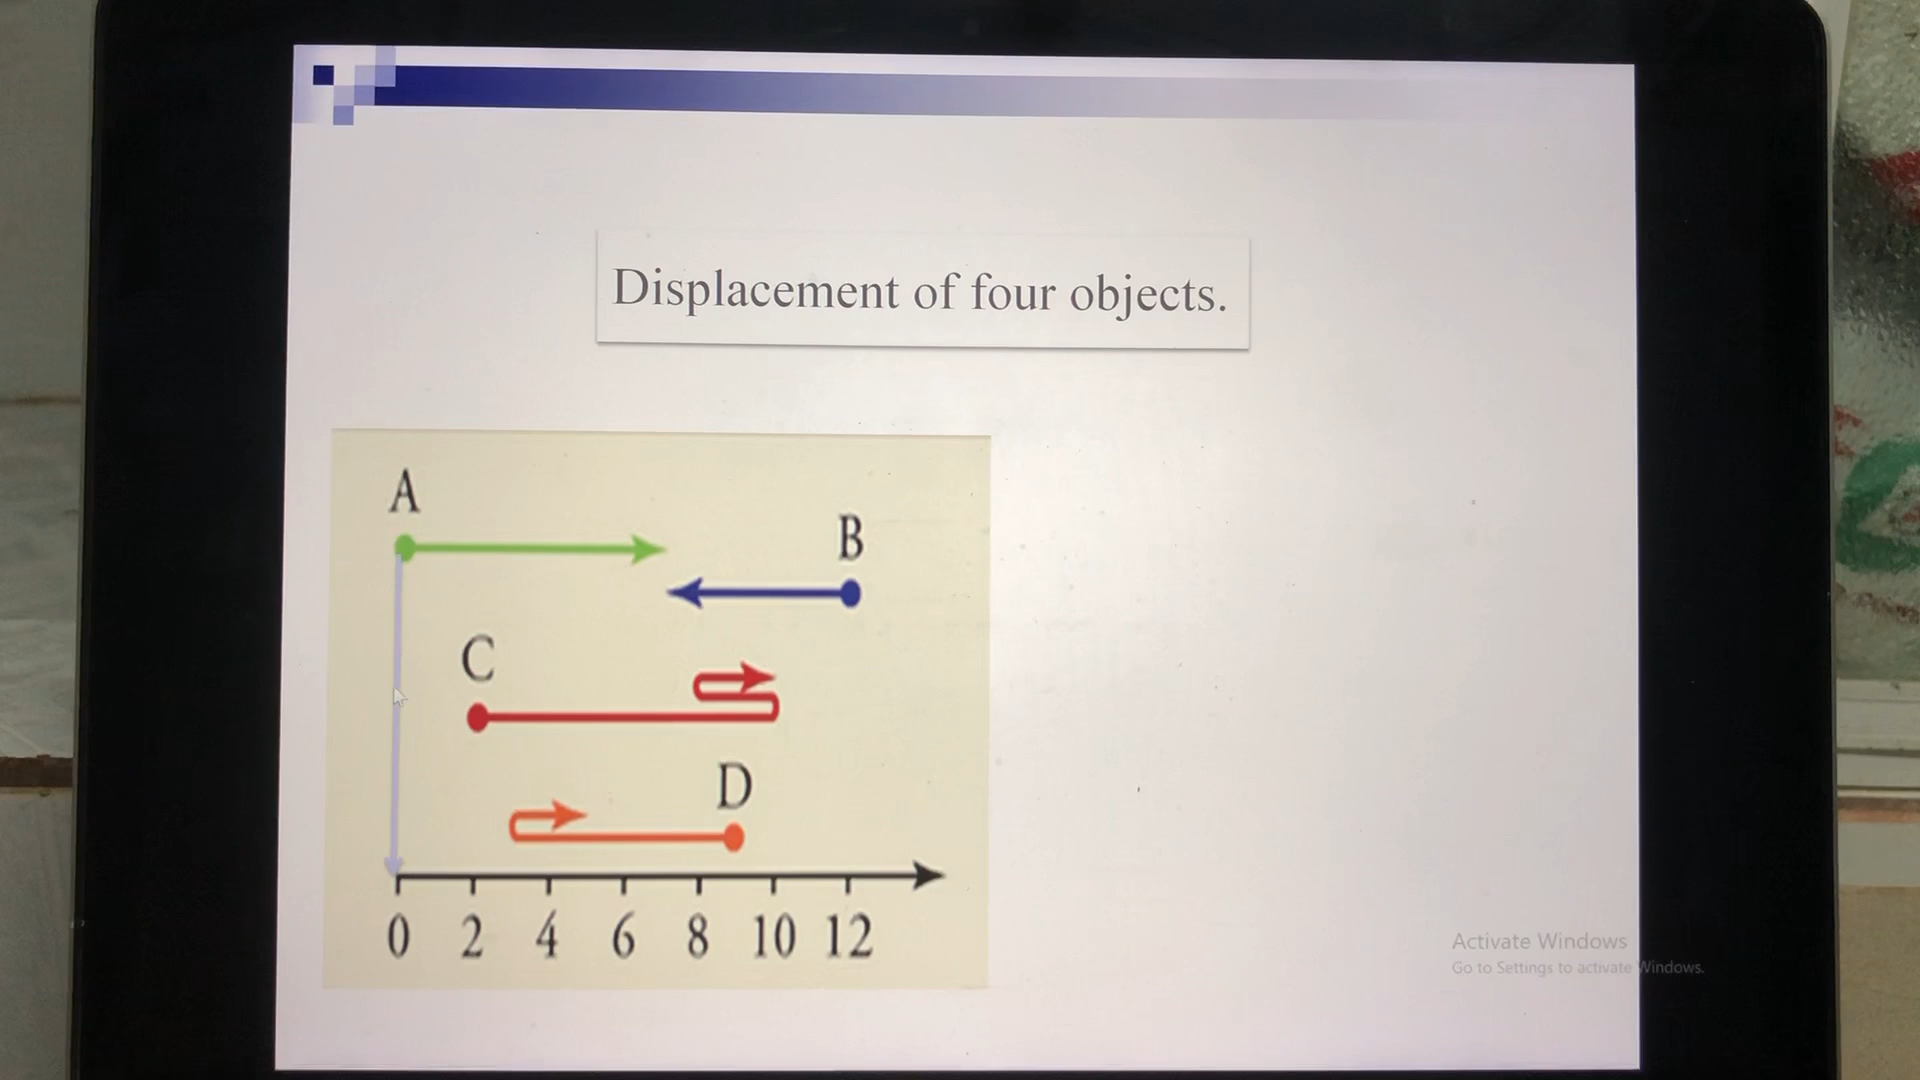 Displacement of four objects.
A
B
C
D
0 2 4 6 8 10 12
Activate Windows
Go to Settings to activate Windows.